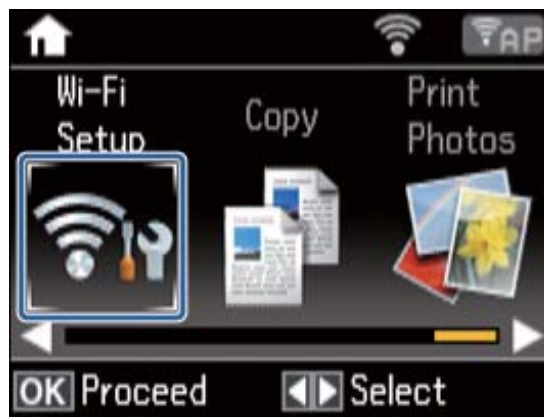 AP
Wi-Fi Setup
Copy
Print Photos
OK Proceed
Select